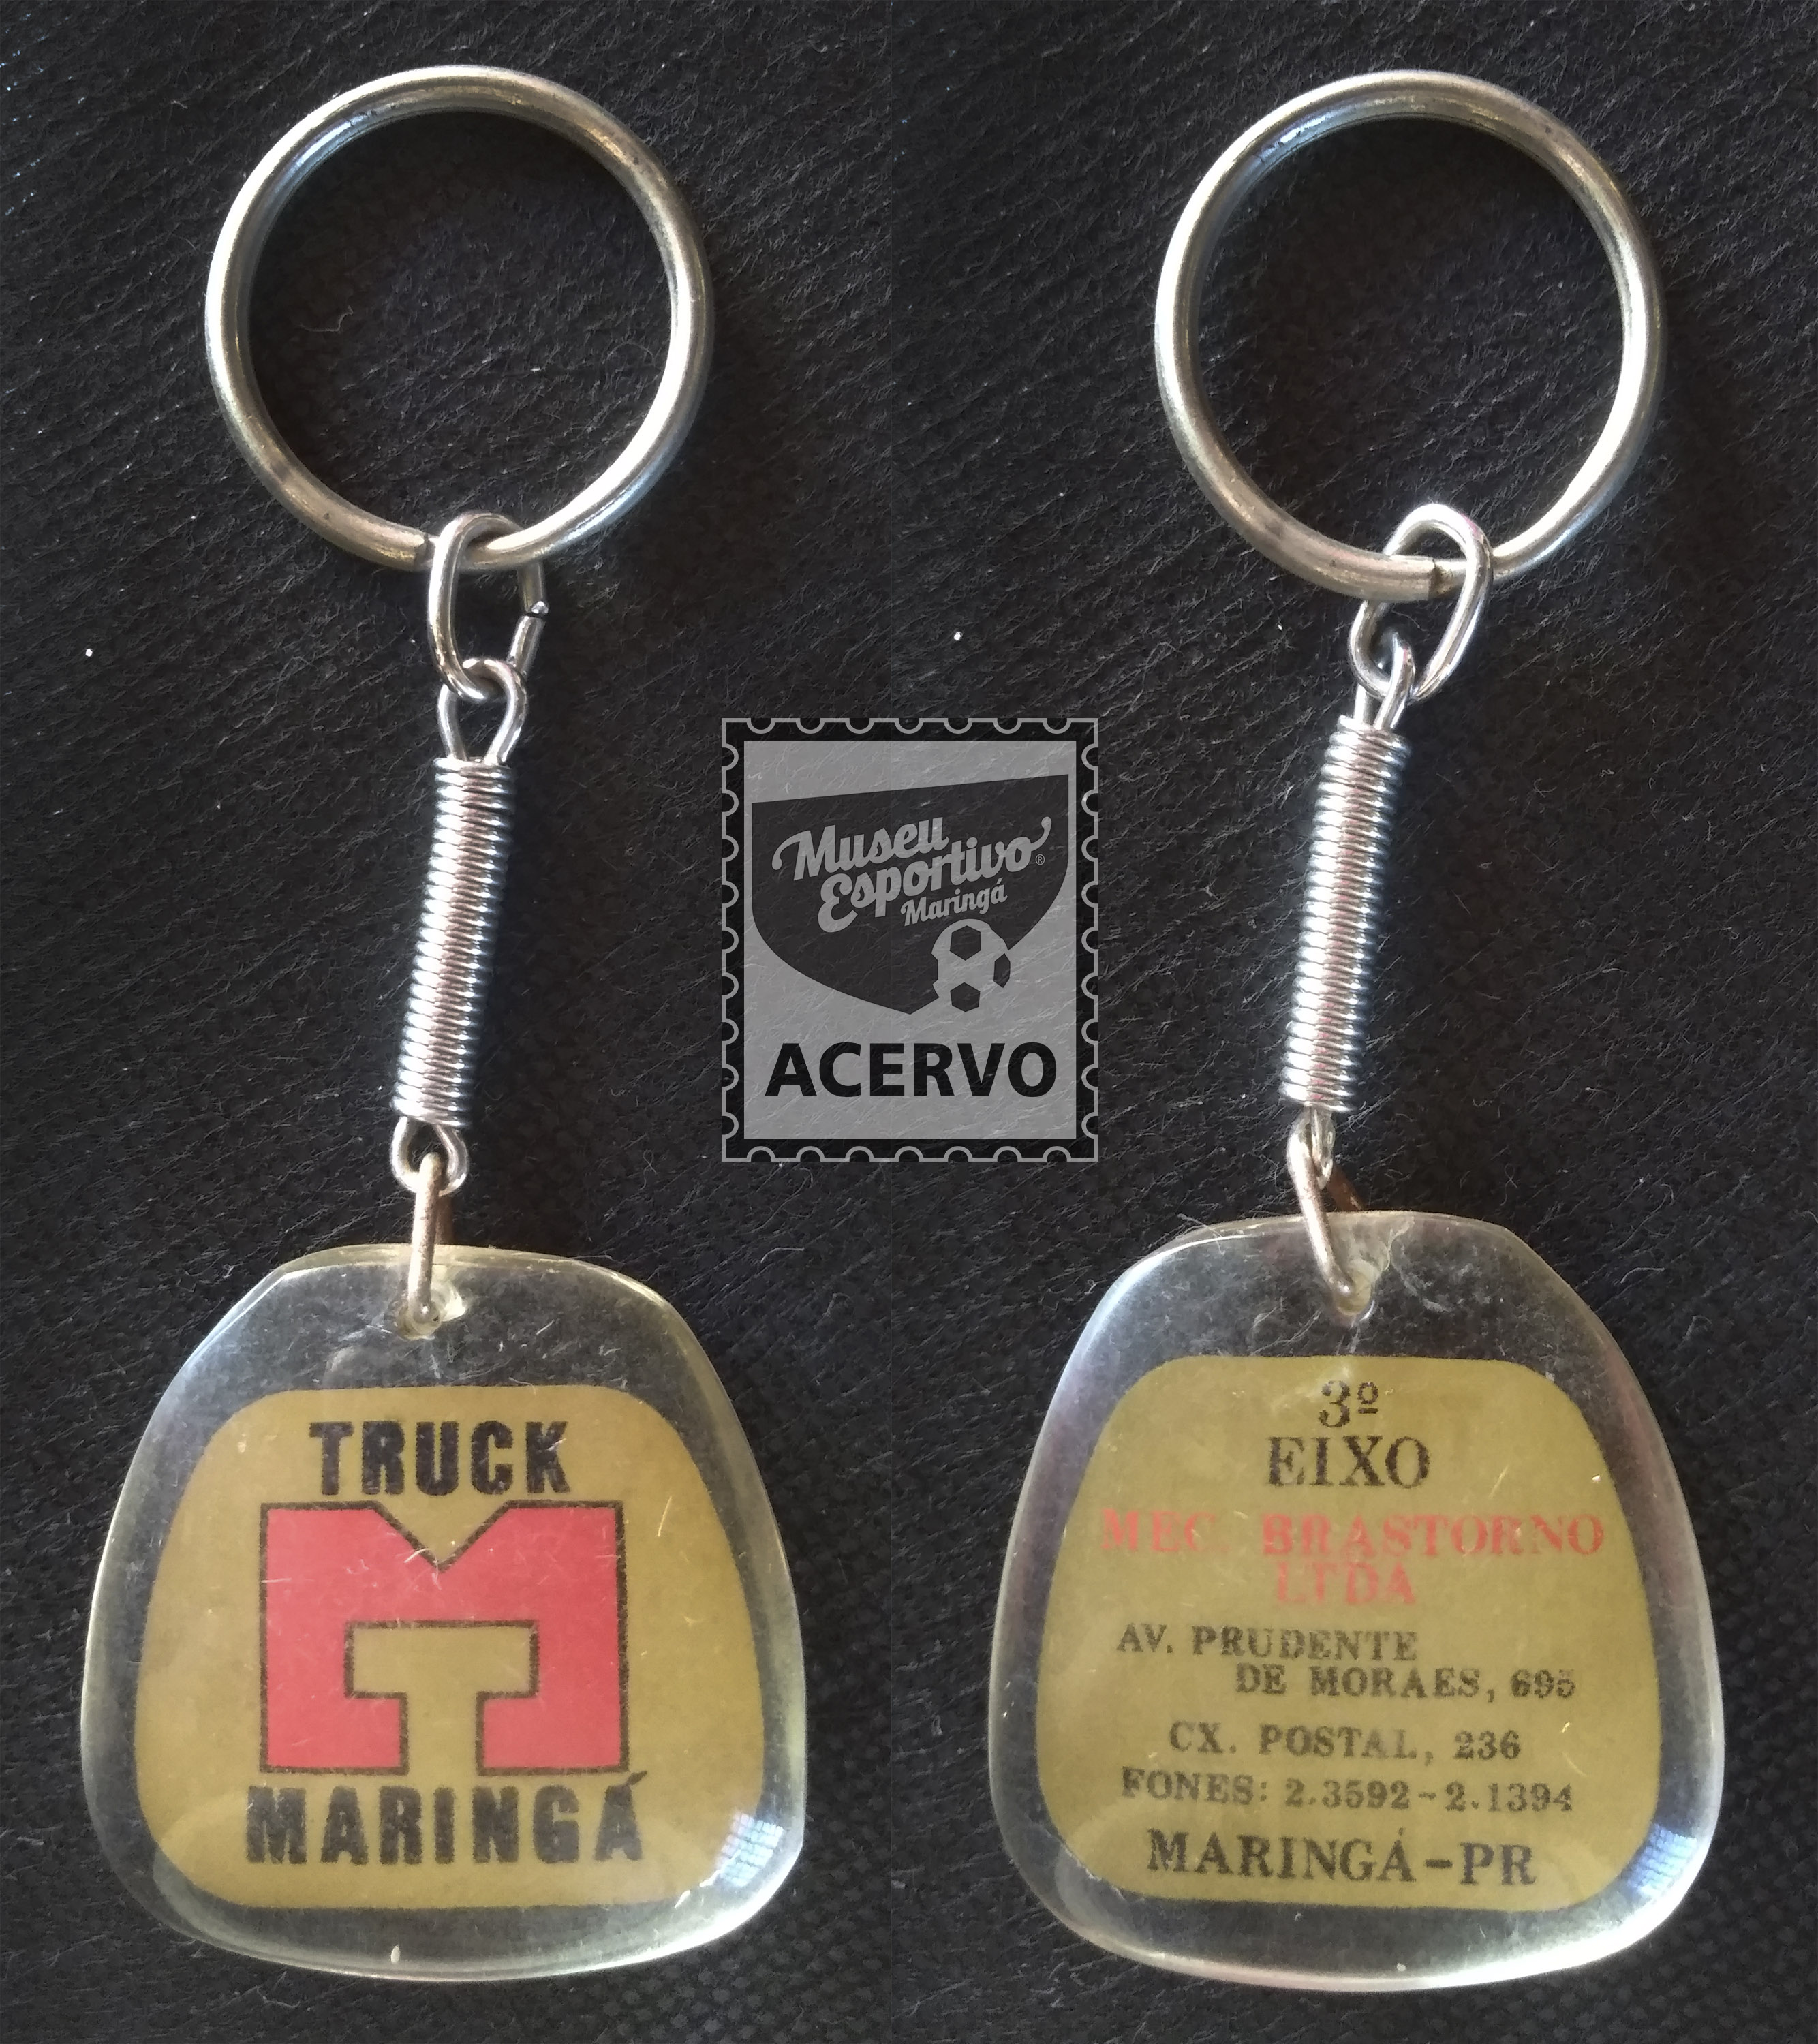 TRUCK
MARINGÁ
Museu
Esportivo®
Maringá
ACERVO
3º
EIXO
MEC. BRASTORNO
LTDA
AV. PRUDENTE
DE MORAES, 695
CX. POSTAL, 236
FONES: 2.3592-2.1394
MARINGÁ-PR